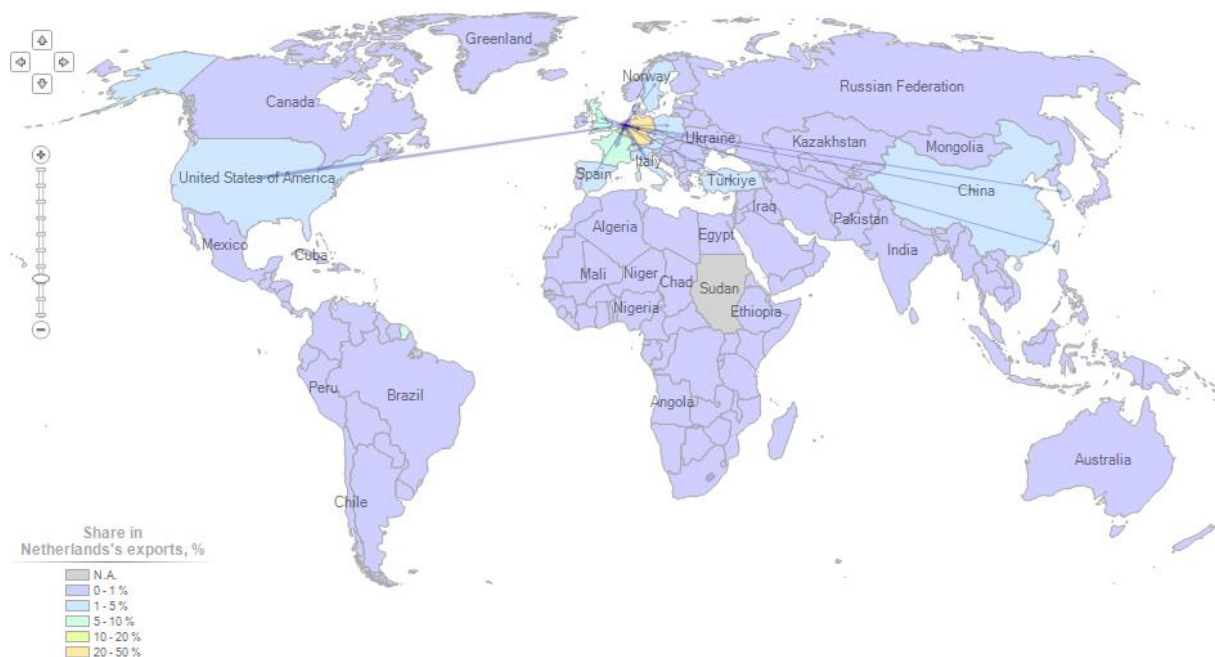 Greenland
Norway
Russian Federation
Canada
Ukraine
Kazakhstan
Mongolia
Italy
Spain
Türkiye
China
United States of America
Iraq
Pakistan
Algeria
Egypt
India
Mexico
Cuba
Mali
Niger
Chad
Sudan
Nigeria
Ethiopia
Peru
Brazil
Angola
Australia
Chile
Share in
Netherlands's exports, %
N.A.
0 - 1 %
1 - 5 %
5 - 10 %
10 - 20 %
20 - 50 %